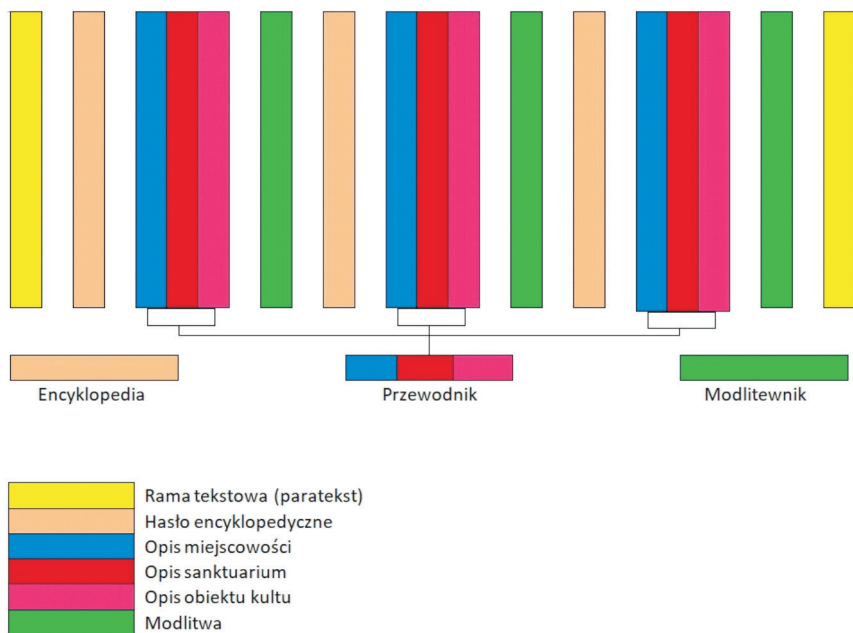 Encyklopedia
Przewodnik
Modlitewnik
Rama tekstowa (paratekst)
Hasło encyklopedyczne
Opis miejscowości
Opis sanktuarium
Opis obiektu kultu
Modlitwa